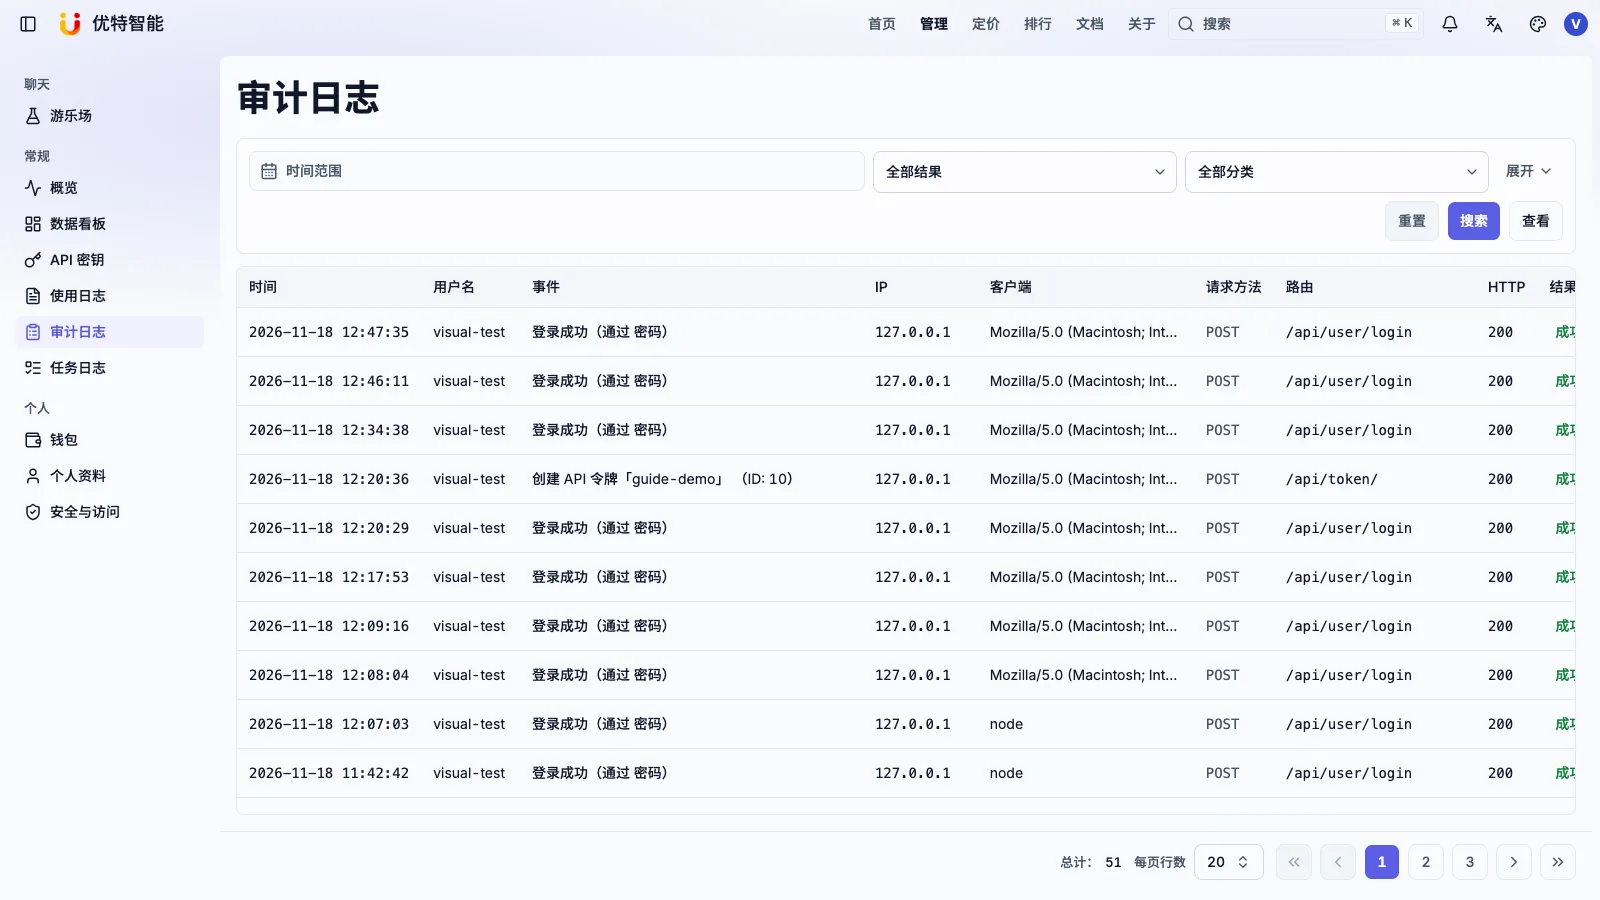 优特智能
首页 管理 定价 排行 文档 关于 搜索 ⌘ K V
聊天
游乐场
常规
概览
数据看板
API 密钥
使用日志
审计日志
任务日志
个人
钱包
个人资料
安全与访问
审计日志
时间范围 全部结果 全部分类 展开
重置 搜索 查看
时间 用户名 事件 IP 客户端 请求方法 路由 HTTP 结果
2026-11-18 12:47:35 visual-test 登录成功（通过 密码） 127.0.0.1 Mozilla/5.0 (Macintosh; Int... POST /api/user/login 200 成功
2026-11-18 12:46:11 visual-test 登录成功（通过 密码） 127.0.0.1 Mozilla/5.0 (Macintosh; Int... POST /api/user/login 200 成功
2026-11-18 12:34:38 visual-test 登录成功（通过 密码） 127.0.0.1 Mozilla/5.0 (Macintosh; Int... POST /api/user/login 200 成功
2026-11-18 12:20:36 visual-test 创建 API 令牌「guide-demo」 （ID: 10） 127.0.0.1 Mozilla/5.0 (Macintosh; Int... POST /api/token/ 200 成功
2026-11-18 12:20:29 visual-test 登录成功（通过 密码） 127.0.0.1 Mozilla/5.0 (Macintosh; Int... POST /api/user/login 200 成功
2026-11-18 12:17:53 visual-test 登录成功（通过 密码） 127.0.0.1 Mozilla/5.0 (Macintosh; Int... POST /api/user/login 200 成功
2026-11-18 12:09:16 visual-test 登录成功（通过 密码） 127.0.0.1 Mozilla/5.0 (Macintosh; Int... POST /api/user/login 200 成功
2026-11-18 12:08:04 visual-test 登录成功（通过 密码） 127.0.0.1 Mozilla/5.0 (Macintosh; Int... POST /api/user/login 200 成功
2026-11-18 12:07:03 visual-test 登录成功（通过 密码） 127.0.0.1 node POST /api/user/login 200 成功
2026-11-18 11:42:42 visual-test 登录成功（通过 密码） 127.0.0.1 node POST /api/user/login 200 成功
总计： 51 每页行数 20 1 2 3